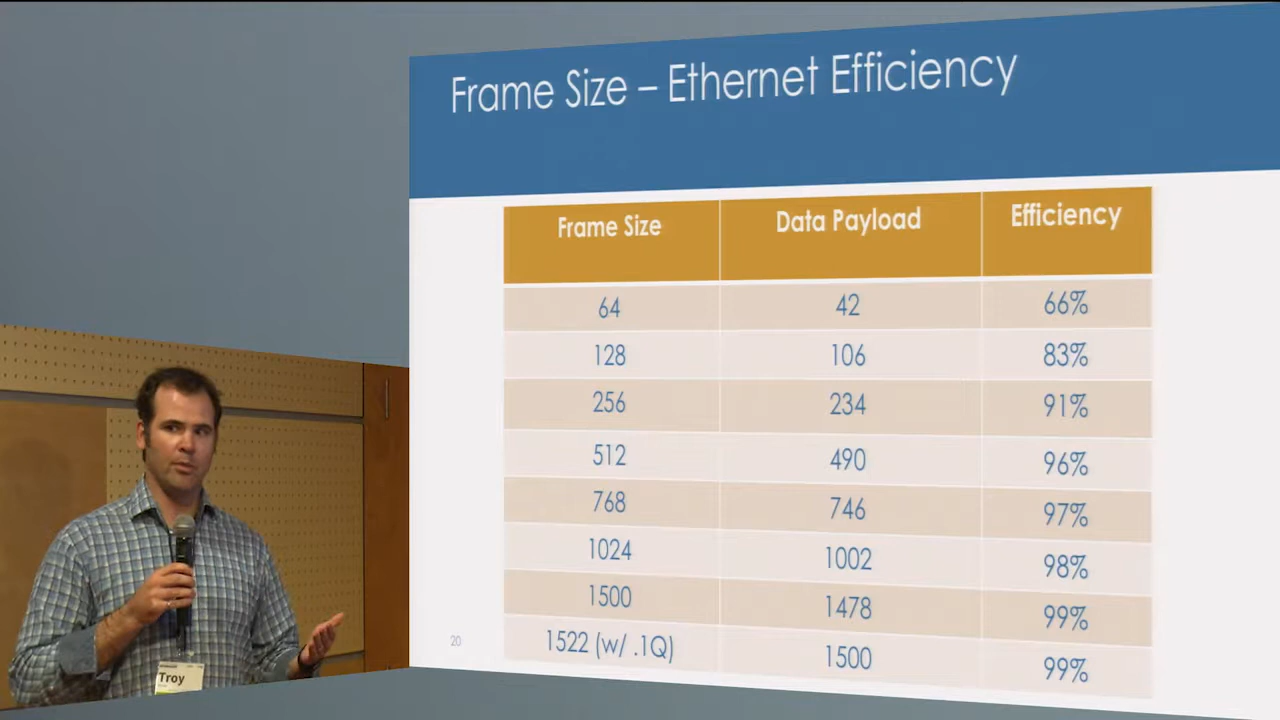 Frame Size – Ethernet Efficiency
Frame Size Data Payload Efficiency
64 42 66%
128 106 83%
256 234 91%
512 490 96%
768 746 97%
1024 1002 98%
1500 1478 99%
1522 (w/ .1Q) 1500 99%
20
Troy